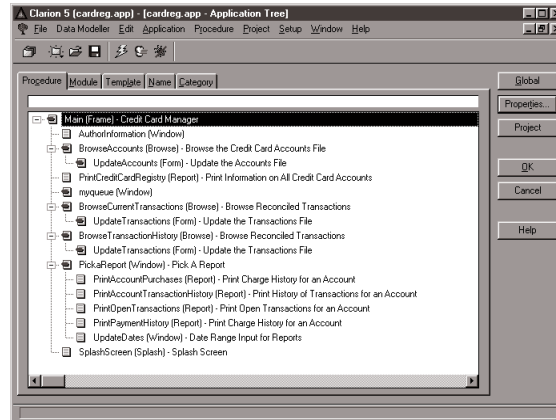 Clarion 5 (cardreg.app) - [cardreg.app - Application Tree]
File Data Modeller Edit Application Procedure Project Setup Window Help
Procedure Module Template Name Category
Global
Properties...
Project
OK
Cancel
Help
Main (Frame) - Credit Card Manager
AuthorInformation (Window)
BrowseAccounts (Browse) - Browse the Credit Card Accounts File
UpdateAccounts (Form) - Update the Accounts File
PrintCreditCardRegistry (Report) - Print Information on All Credit Card Accounts
myqueue (Window)
BrowseCurrentTransactions (Browse) - Browse Reconciled Transactions
UpdateTransactions (Form) - Update the Transactions File
BrowseTransactionHistory (Browse) - Browse Reconciled Transactions
UpdateTransactions (Form) - Update the Transactions File
PickaReport (Window) - Pick A Report
PrintAccountPurchases (Report) - Print Charge History for an Account
PrintAccountTransactionHistory (Report) - Print History of Transactions for an Account
PrintOpenTransactions (Report) - Print Open Transactions for an Account
PrintPaymentHistory (Report) - Print Charge History for an Account
UpdateDates (Window) - Date Range Input for Reports
SplashScreen (Splash) - Splash Screen